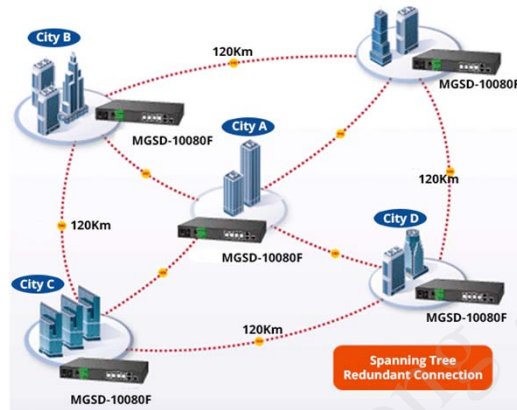 City B
120Km
MGSD-10080F
MGSD-10080F
City A
120Km
120Km
MGSD-10080F
City D
City C
MGSD-10080F
120Km
MGSD-10080F
Spanning Tree
Redundant Connection